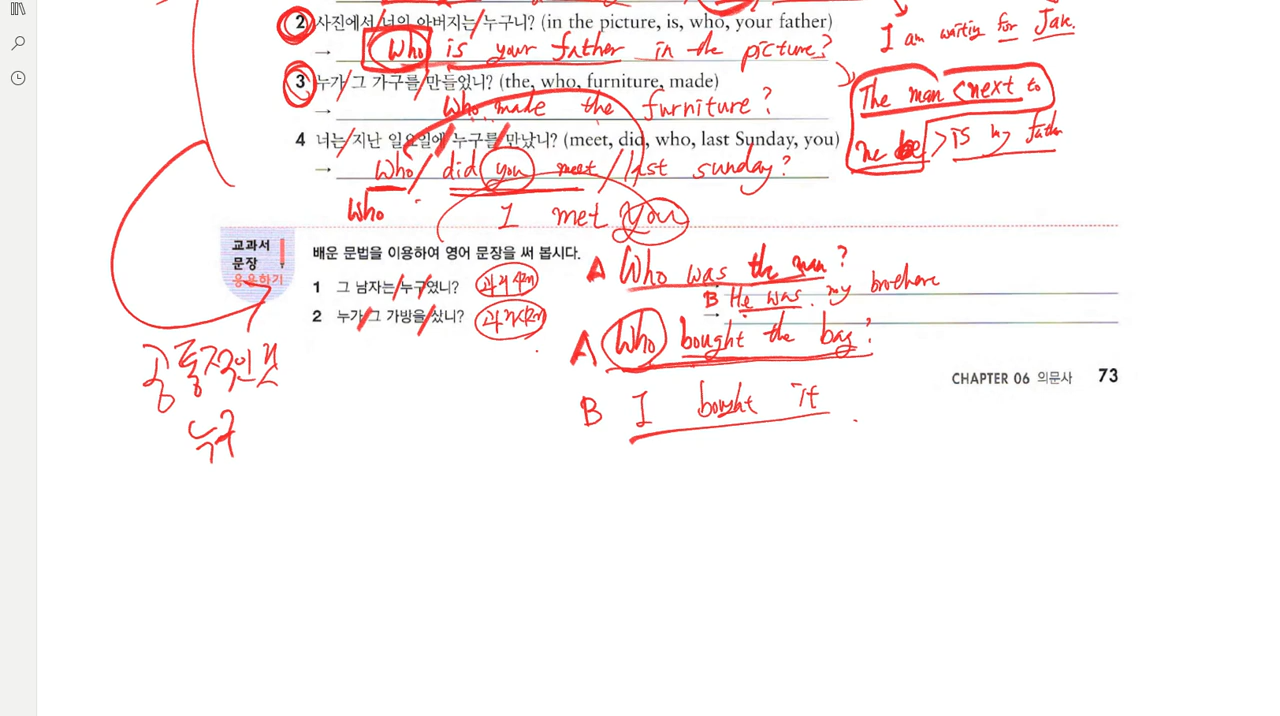 2 사진에서/너의 아버지는/누구니? (in the picture, is, who, your father)
→ Who is your father in the picture?
I am waiting for Jan.
3 누가/그 가구를/만들었니? (the, who, furniture, made)
→ Who made the furniture?
The man <next to
me > is my father
4 너는/지난 일요일에/누구를/만났니? (meet, did, who, last Sunday, you)
→ Who/did you meet/last sunday?
Who
I met you
교과서
문장
응용하기
배운 문법을 이용하여 영어 문장을 써 봅시다.
1 그 남자는/누구였니? 과거시제
A Who was the man?
B He was my brother
2 누가/그 가방을/샀니? 과거시제
→
A Who bought the bag?
B I bought it
공통적인 것
누구
CHAPTER 06 의문사 73